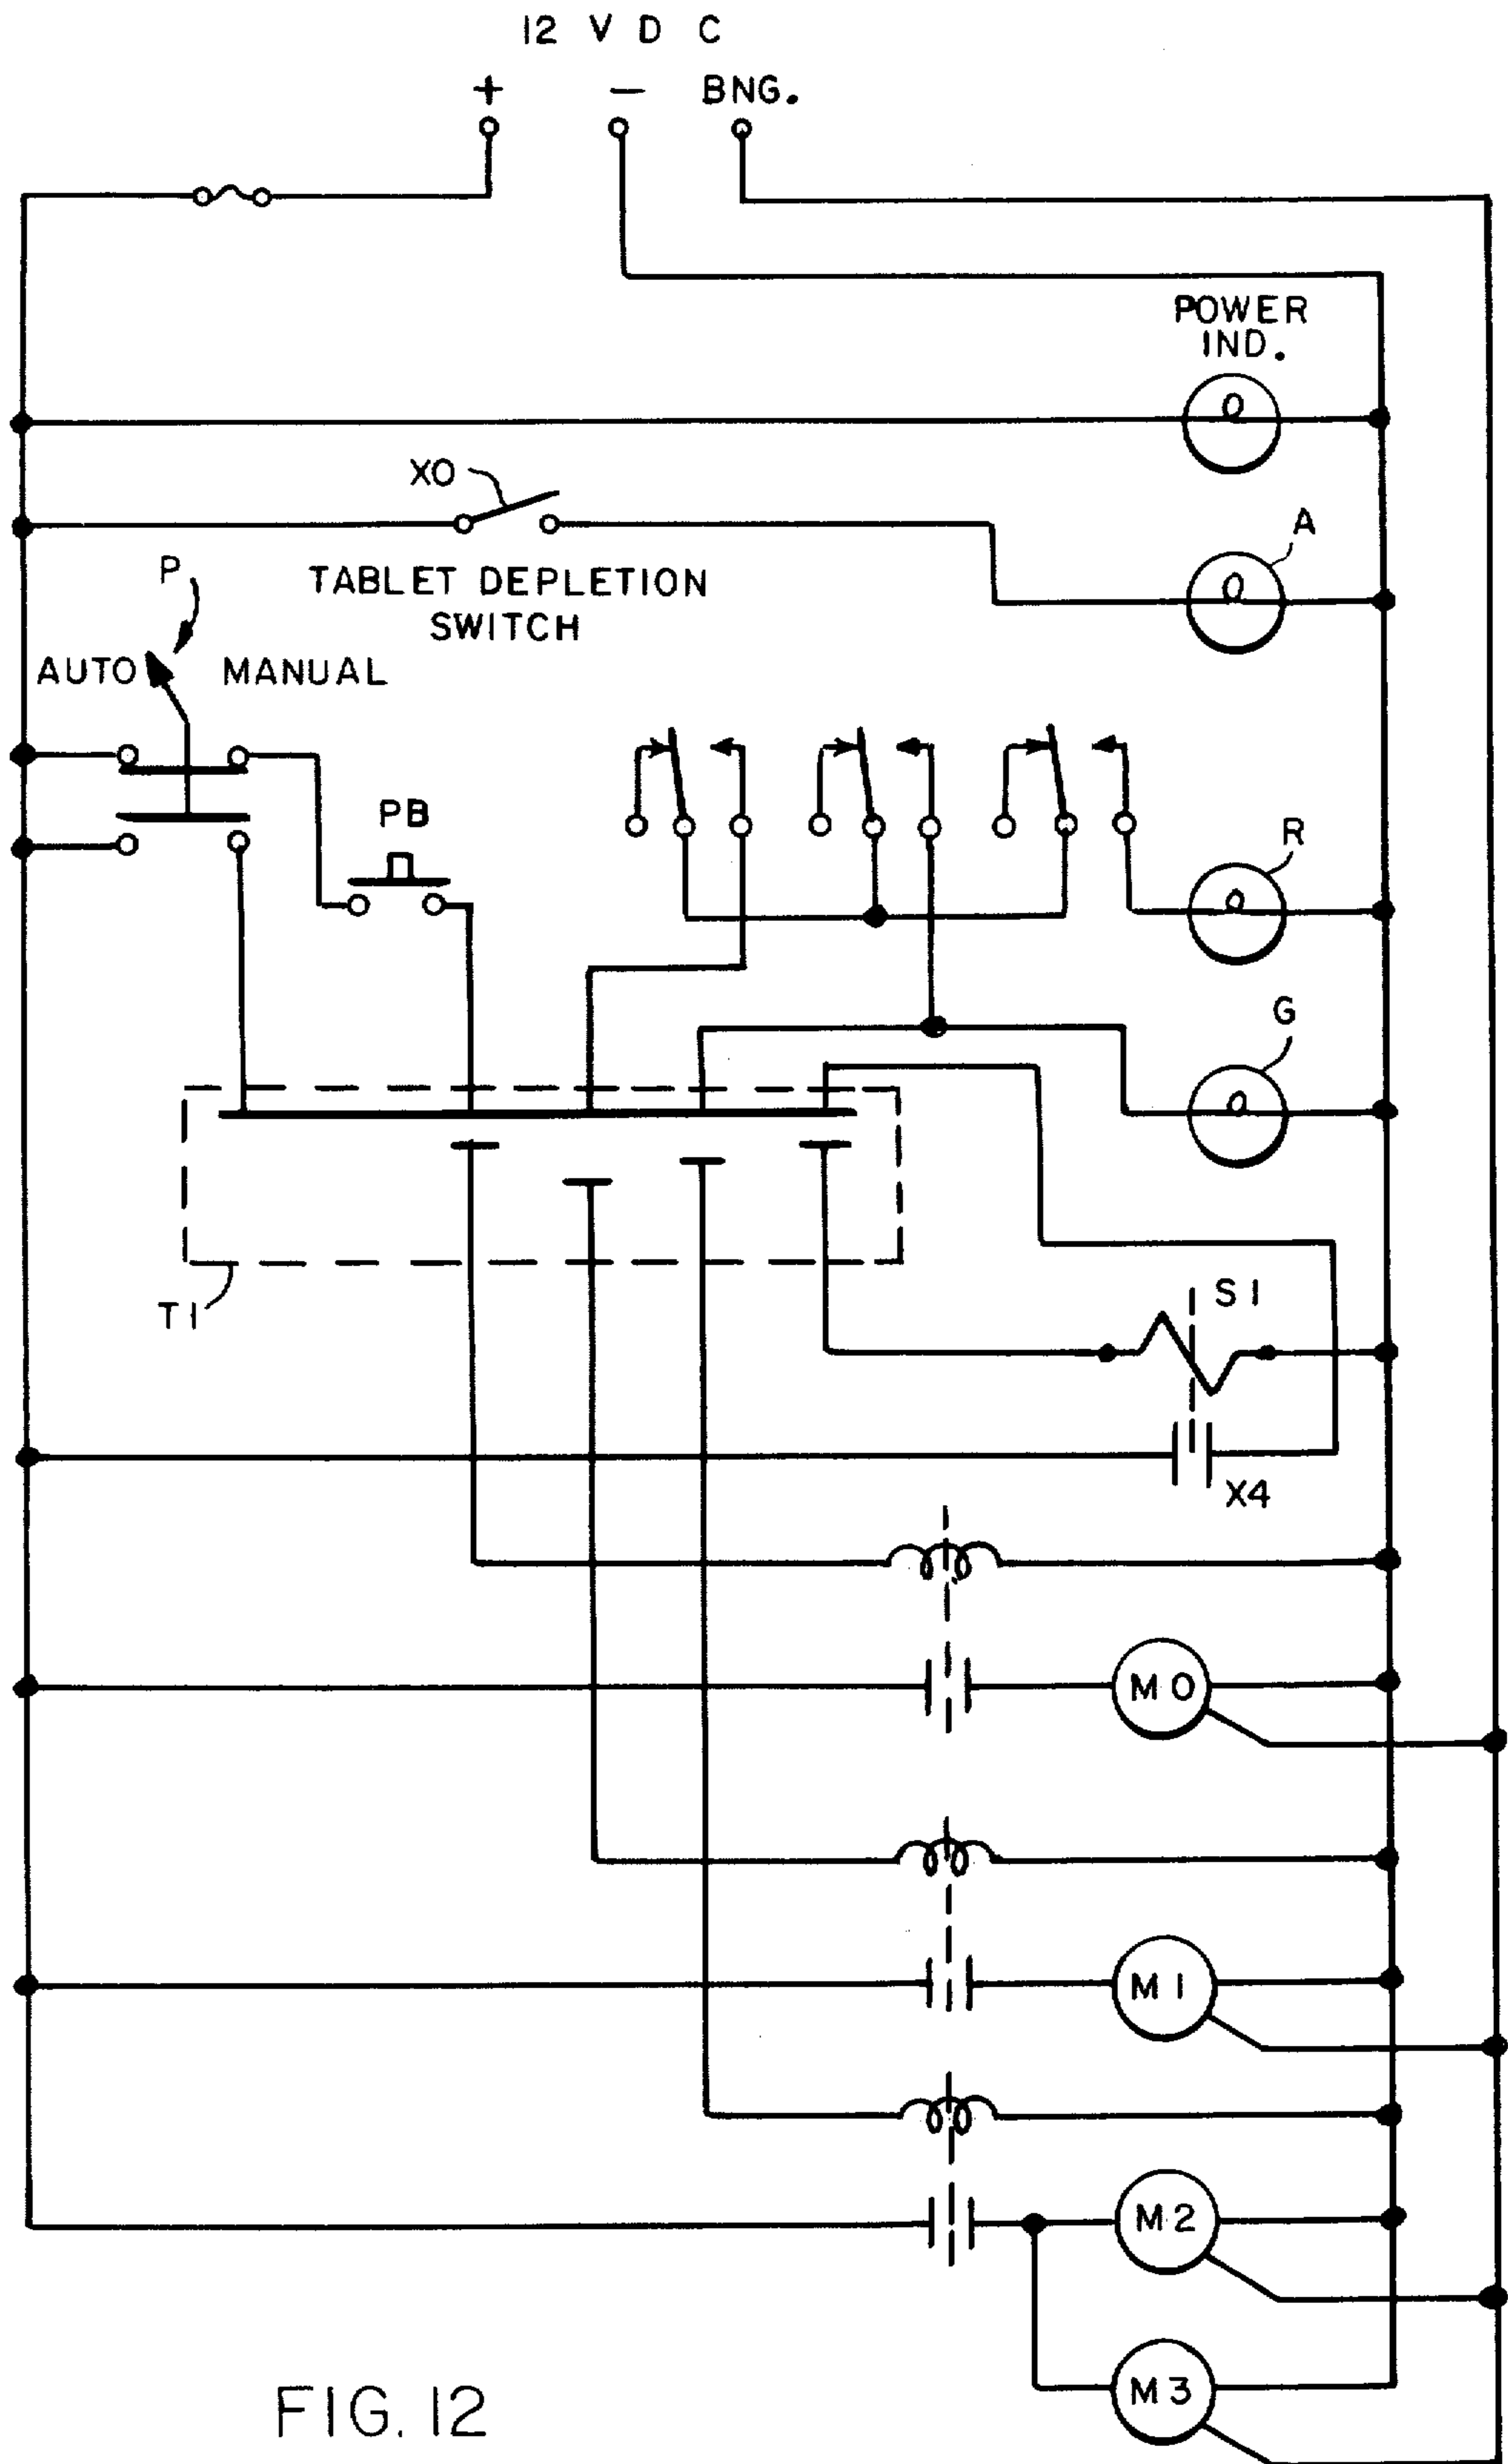 12 V D C
+ − BNG.
POWER
IND.
XO
A
TABLET DEPLETION
SWITCH
P
AUTO MANUAL
PB
R
G
T1
S1
X4
M0
M1
M2
M3
FIG. 12